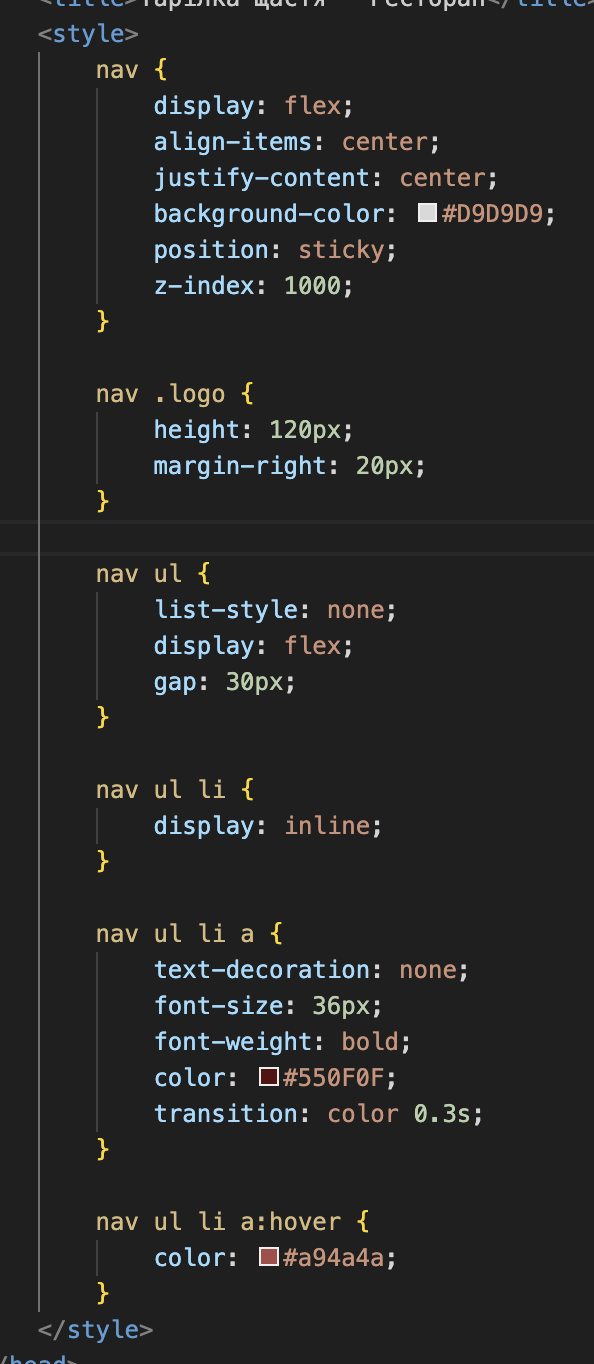 <style>
nav {
display: flex;
align-items: center;
justify-content: center;
background-color: #D9D9D9;
position: sticky;
z-index: 1000;
}
nav .logo {
height: 120px;
margin-right: 20px;
}
nav ul {
list-style: none;
display: flex;
gap: 30px;
}
nav ul li {
display: inline;
}
nav ul li a {
text-decoration: none;
font-size: 36px;
font-weight: bold;
color: #550F0F;
transition: color 0.3s;
}
nav ul li a:hover {
color: #a94a4a;
}
</style>